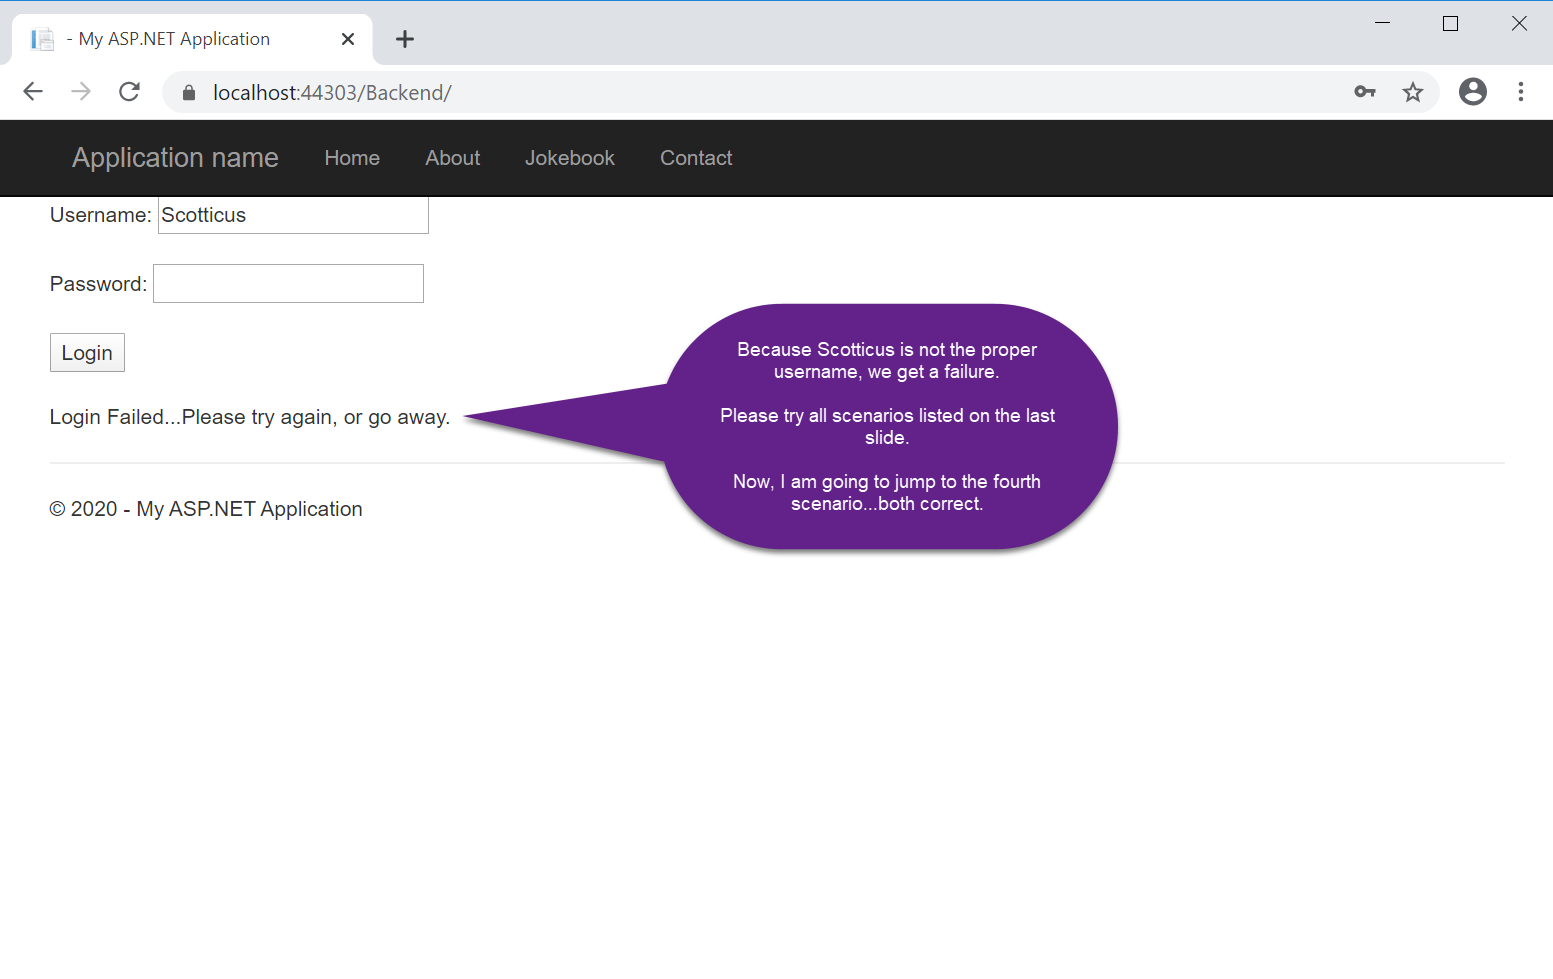 - My ASP.NET Application
localhost:44303/Backend/
Application name Home About Jokebook Contact
Username: Scotticus
Password:
Login
Login Failed...Please try again, or go away.
Because Scotticus is not the proper
username, we get a failure.
Please try all scenarios listed on the last
slide.
Now, I am going to jump to the fourth
scenario...both correct.
© 2020 - My ASP.NET Application